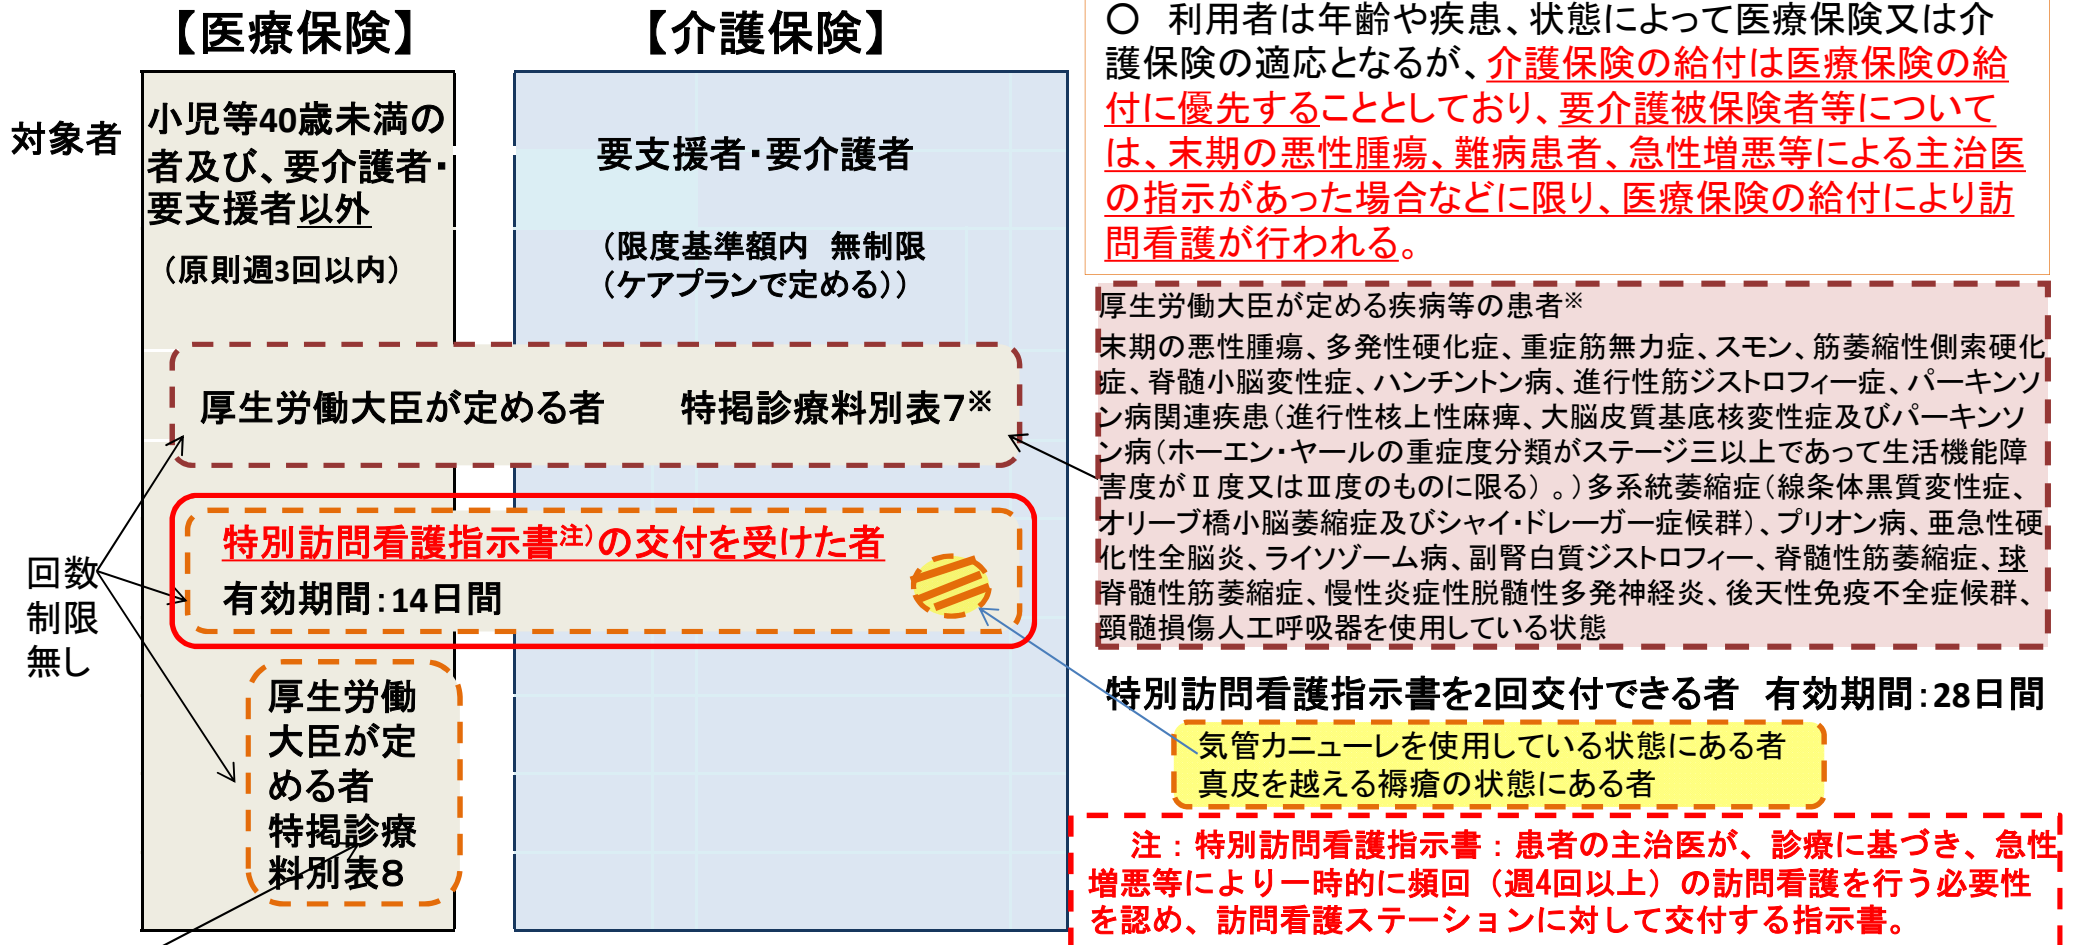 【医療保険】
【介護保険】
対象者
小児等40歳未満の
者及び、要介護者・
要支援者以外
（原則週3回以内）
要支援者・要介護者
（限度基準額内　無制限
（ケアプランで定める））
厚生労働大臣が定める者　　特掲診療料別表７※
特別訪問看護指示書注）の交付を受けた者
有効期間：14日間
回数
制限
無し
厚生労働
大臣が定
める者
特掲診療
料別表８
○　利用者は年齢や疾患、状態によって医療保険又は介
護保険の適応となるが、介護保険の給付は医療保険の給
付に優先することとしており、要介護被保険者等について
は、末期の悪性腫瘍、難病患者、急性増悪等による主治医
の指示があった場合などに限り、医療保険の給付により訪
問看護が行われる。
厚生労働大臣が定める疾病等の患者※
末期の悪性腫瘍、多発性硬化症、重症筋無力症、スモン、筋萎縮性側索硬化
症、脊髄小脳変性症、ハンチントン病、進行性筋ジストロフィー症、パーキンソ
ン病関連疾患（進行性核上性麻痺、大脳皮質基底核変性症及びパーキンソ
ン病（ホーエン・ヤールの重症度分類がステージ三以上であって生活機能障
害度がⅡ度又はⅢ度のものに限る）。）多系統萎縮症（線条体黒質変性症、
オリーブ橋小脳萎縮症及びシャイ・ドレーガー症候群）、プリオン病、亜急性硬
化性全脳炎、ライソゾーム病、副腎白質ジストロフィー、脊髄性筋萎縮症、球
脊髄性筋萎縮症、慢性炎症性脱髄性多発神経炎、後天性免疫不全症候群、
頸髄損傷人工呼吸器を使用している状態
特別訪問看護指示書を2回交付できる者　有効期間：28日間
気管カニューレを使用している状態にある者
真皮を越える褥瘡の状態にある者
注：特別訪問看護指示書：患者の主治医が、診療に基づき、急性
増悪等により一時的に頻回（週4回以上）の訪問看護を行う必要性
を認め、訪問看護ステーションに対して交付する指示書。